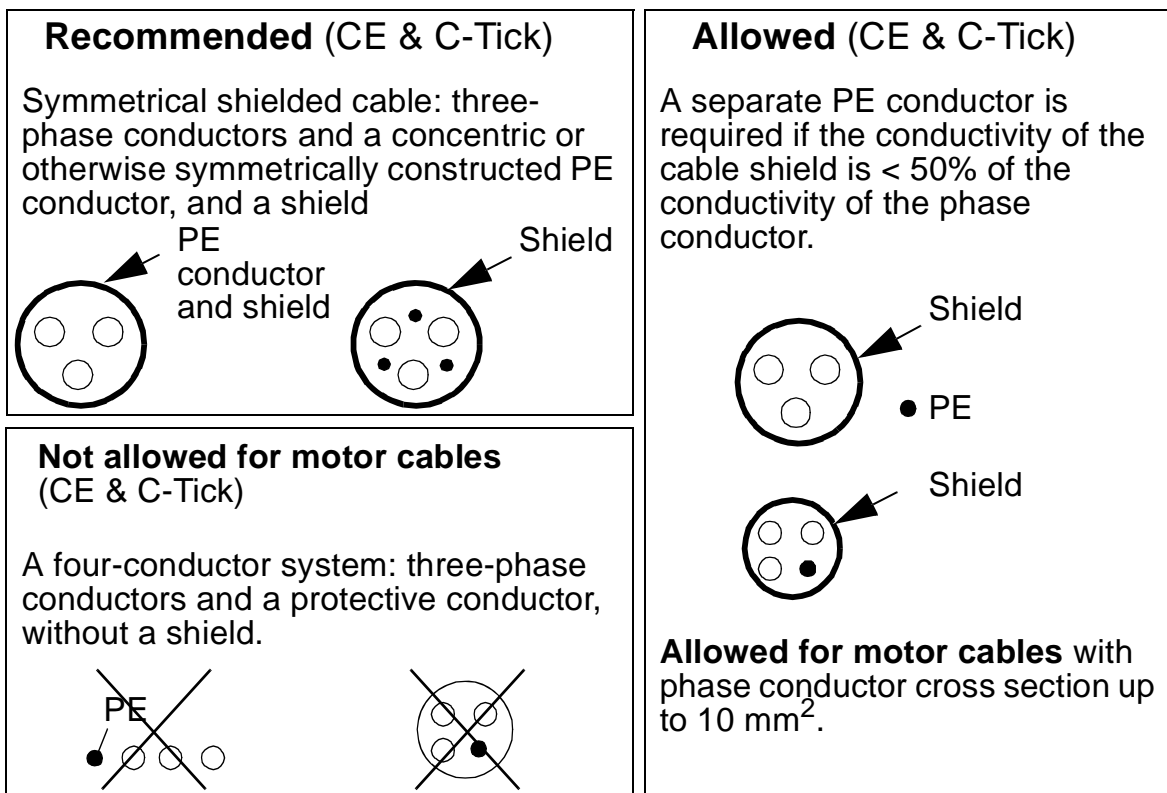 Recommended (CE & C-Tick)
Symmetrical shielded cable: three-
phase conductors and a concentric or
otherwise symmetrically constructed PE
conductor, and a shield
PE
conductor
and shield
Shield
Not allowed for motor cables
(CE & C-Tick)
A four-conductor system: three-phase
conductors and a protective conductor,
without a shield.
PE
Allowed (CE & C-Tick)
A separate PE conductor is
required if the conductivity of the
cable shield is < 50% of the
conductivity of the phase
conductor.
Shield
PE
Shield
Allowed for motor cables with
phase conductor cross section up
to 10 mm².